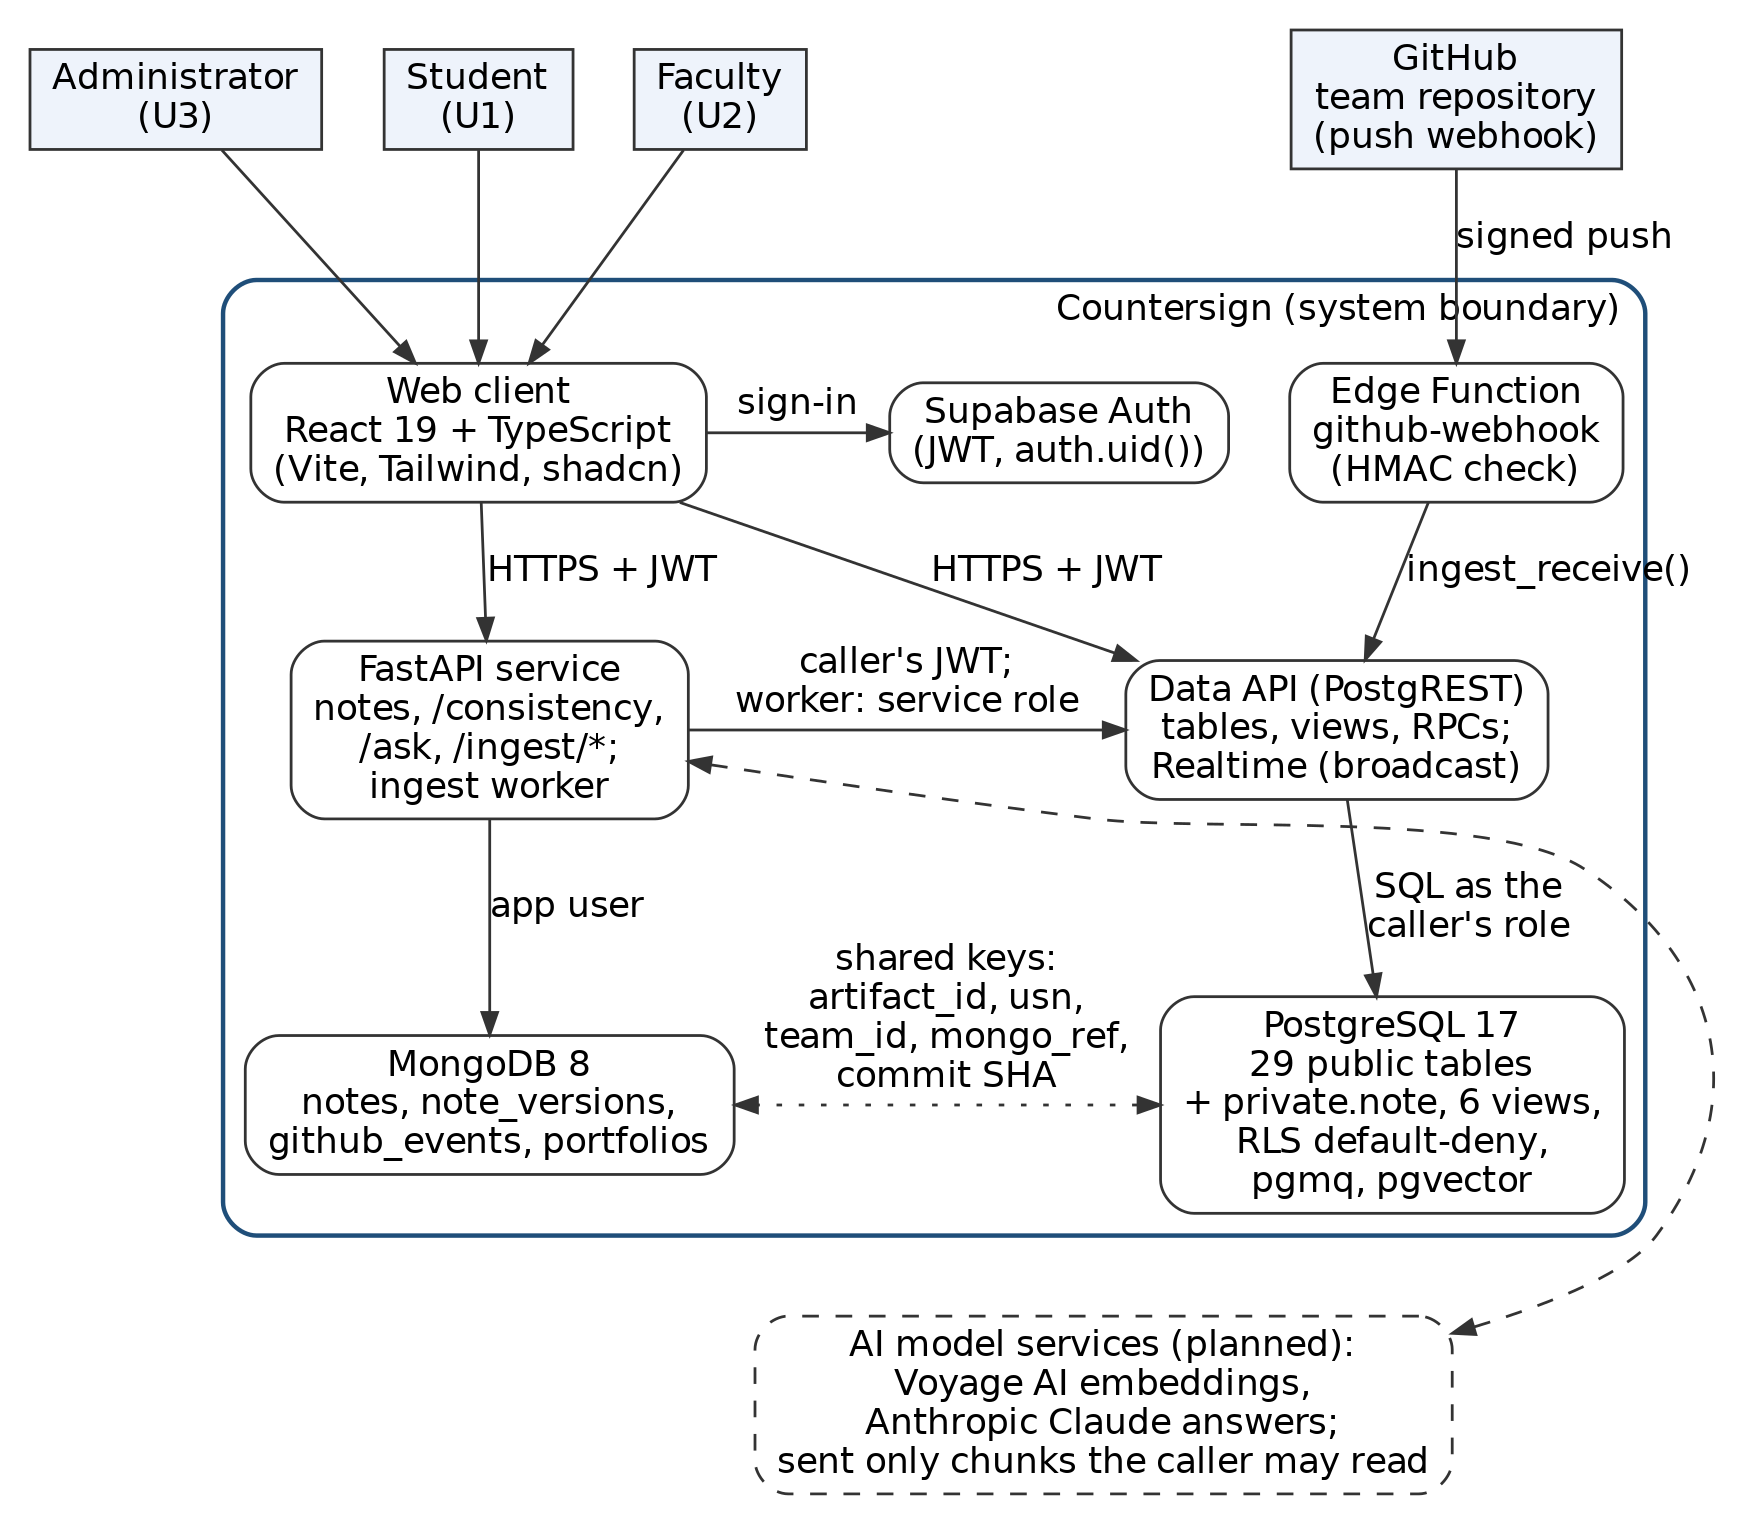 Administrator
(U3)
Student
(U1)
Faculty
(U2)
GitHub
team repository
(push webhook)
signed push
Countersign (system boundary)
Web client
React 19 + TypeScript
(Vite, Tailwind, shadcn)
sign-in
Supabase Auth
(JWT, auth.uid())
Edge Function
github-webhook
(HMAC check)
HTTPS + JWT
HTTPS + JWT
ingest_receive()
FastAPI service
notes, /consistency,
/ask, /ingest/*;
ingest worker
caller's JWT;
worker: service role
Data API (PostgREST)
tables, views, RPCs;
Realtime (broadcast)
app user
SQL as the
caller's role
shared keys:
artifact_id, usn,
team_id, mongo_ref,
commit SHA
MongoDB 8
notes, note_versions,
github_events, portfolios
PostgreSQL 17
29 public tables
+ private.note, 6 views,
RLS default-deny,
pgmq, pgvector
AI model services (planned):
Voyage AI embeddings,
Anthropic Claude answers;
sent only chunks the caller may read